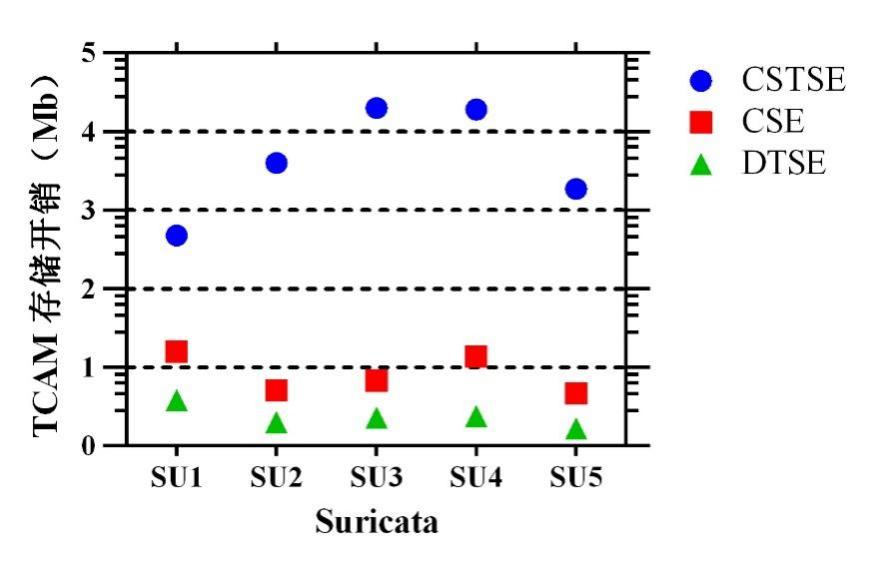 5
4
3
2
1
0
TCAM 存储开销（Mb）
SU1 SU2 SU3 SU4 SU5
Suricata
CSTSE
CSE
DTSE